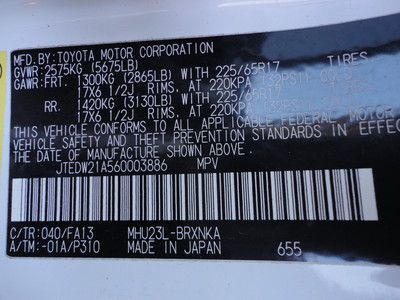 MFD. BY: TOYOTA MOTOR CORPORATION
GVWR: 2575KG (5675LB)
GAWR: FRT. 1300KG (2865LB) WITH 225/65R17 TIRES
17X6 1/2J RIMS, AT 220KPA 32PSI
RR. 1420KG (3130LB) WITH 225/65R17
17X6 1/2J RIMS, AT 220KPA 32PSI
THIS VEHICLE CONFORMS TO ALL APPLICABLE FEDERAL MOTOR
VEHICLE SAFETY AND THEFT PREVENTION STANDARDS IN EFFECT
THE DATE OF MANUFACTURE SHOWN ABOVE.
JTEDW21A560003886 MPV
C/TR: 040/FA13 MHU23L-BRXNKA
A/TM: -01A/P310 MADE IN JAPAN 655